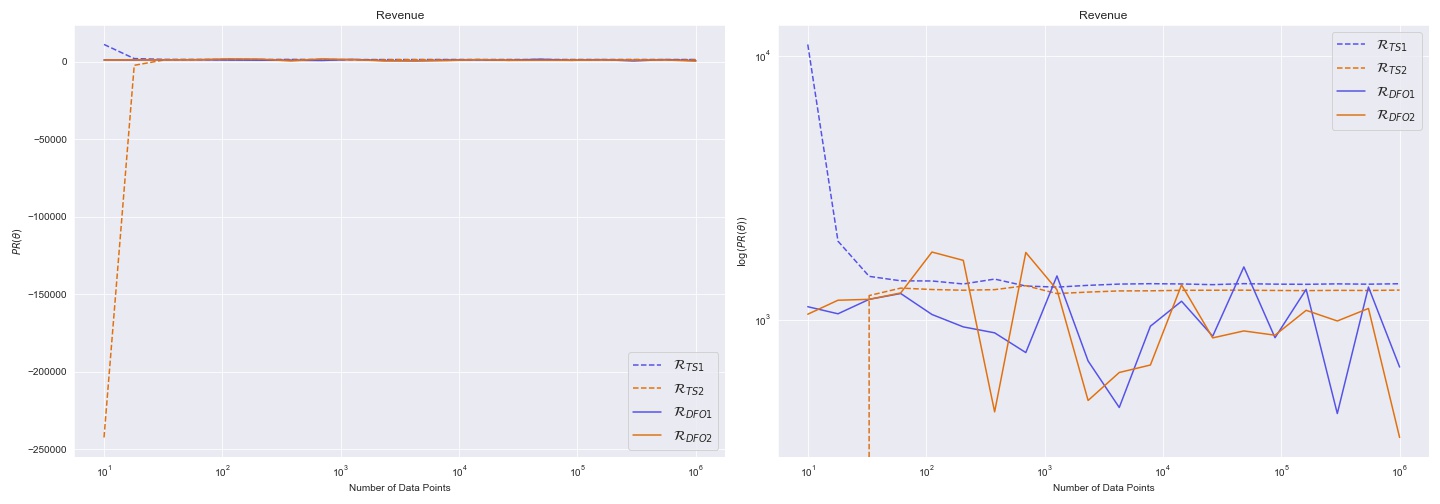 Revenue
0
−50000
−100000
−150000
−200000
−250000
PR(θ)
10^1
10^2
10^3
10^4
10^5
10^6
Number of Data Points
ℛ_TS1
ℛ_TS2
ℛ_DFO1
ℛ_DFO2
Revenue
10^4
10^3
log(PR(θ))
10^1
10^2
10^3
10^4
10^5
10^6
Number of Data Points
ℛ_TS1
ℛ_TS2
ℛ_DFO1
ℛ_DFO2